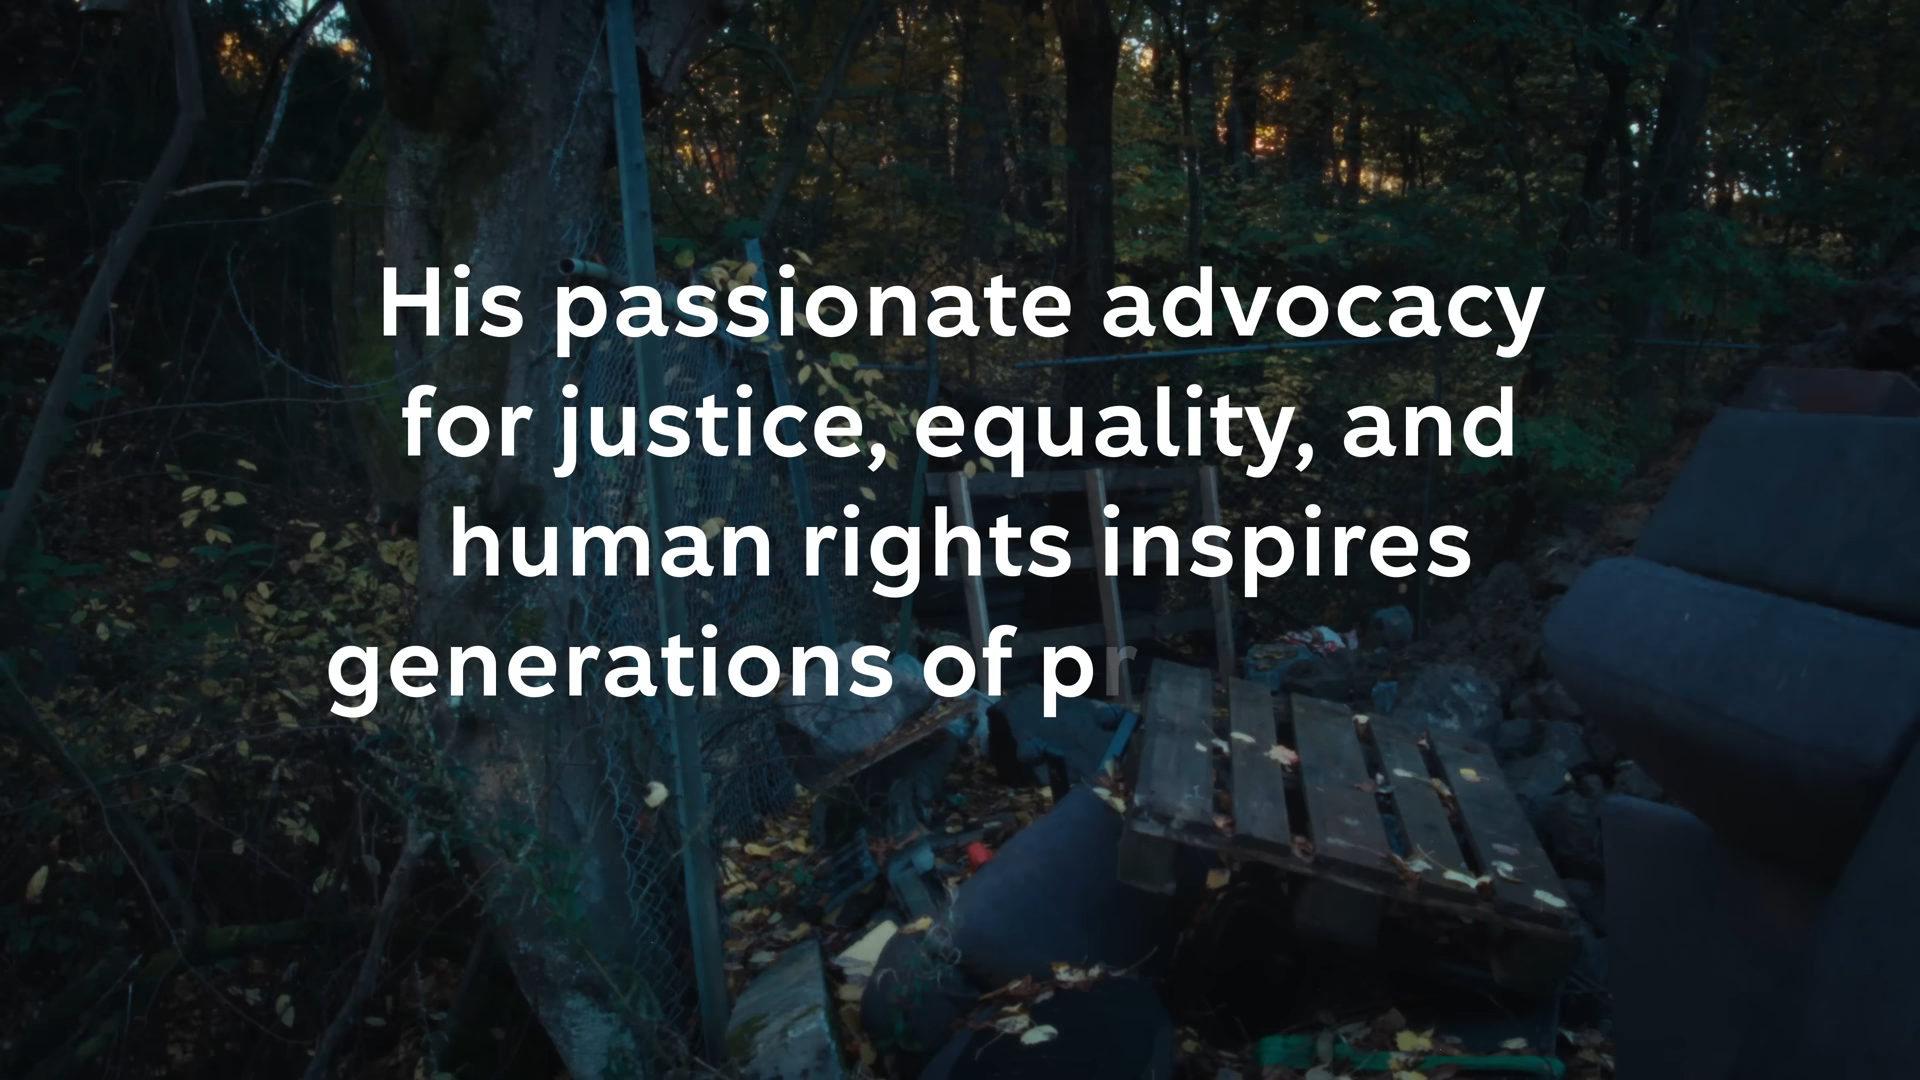 His passionate advocacy
for justice, equality, and
human rights inspires
generations of pr